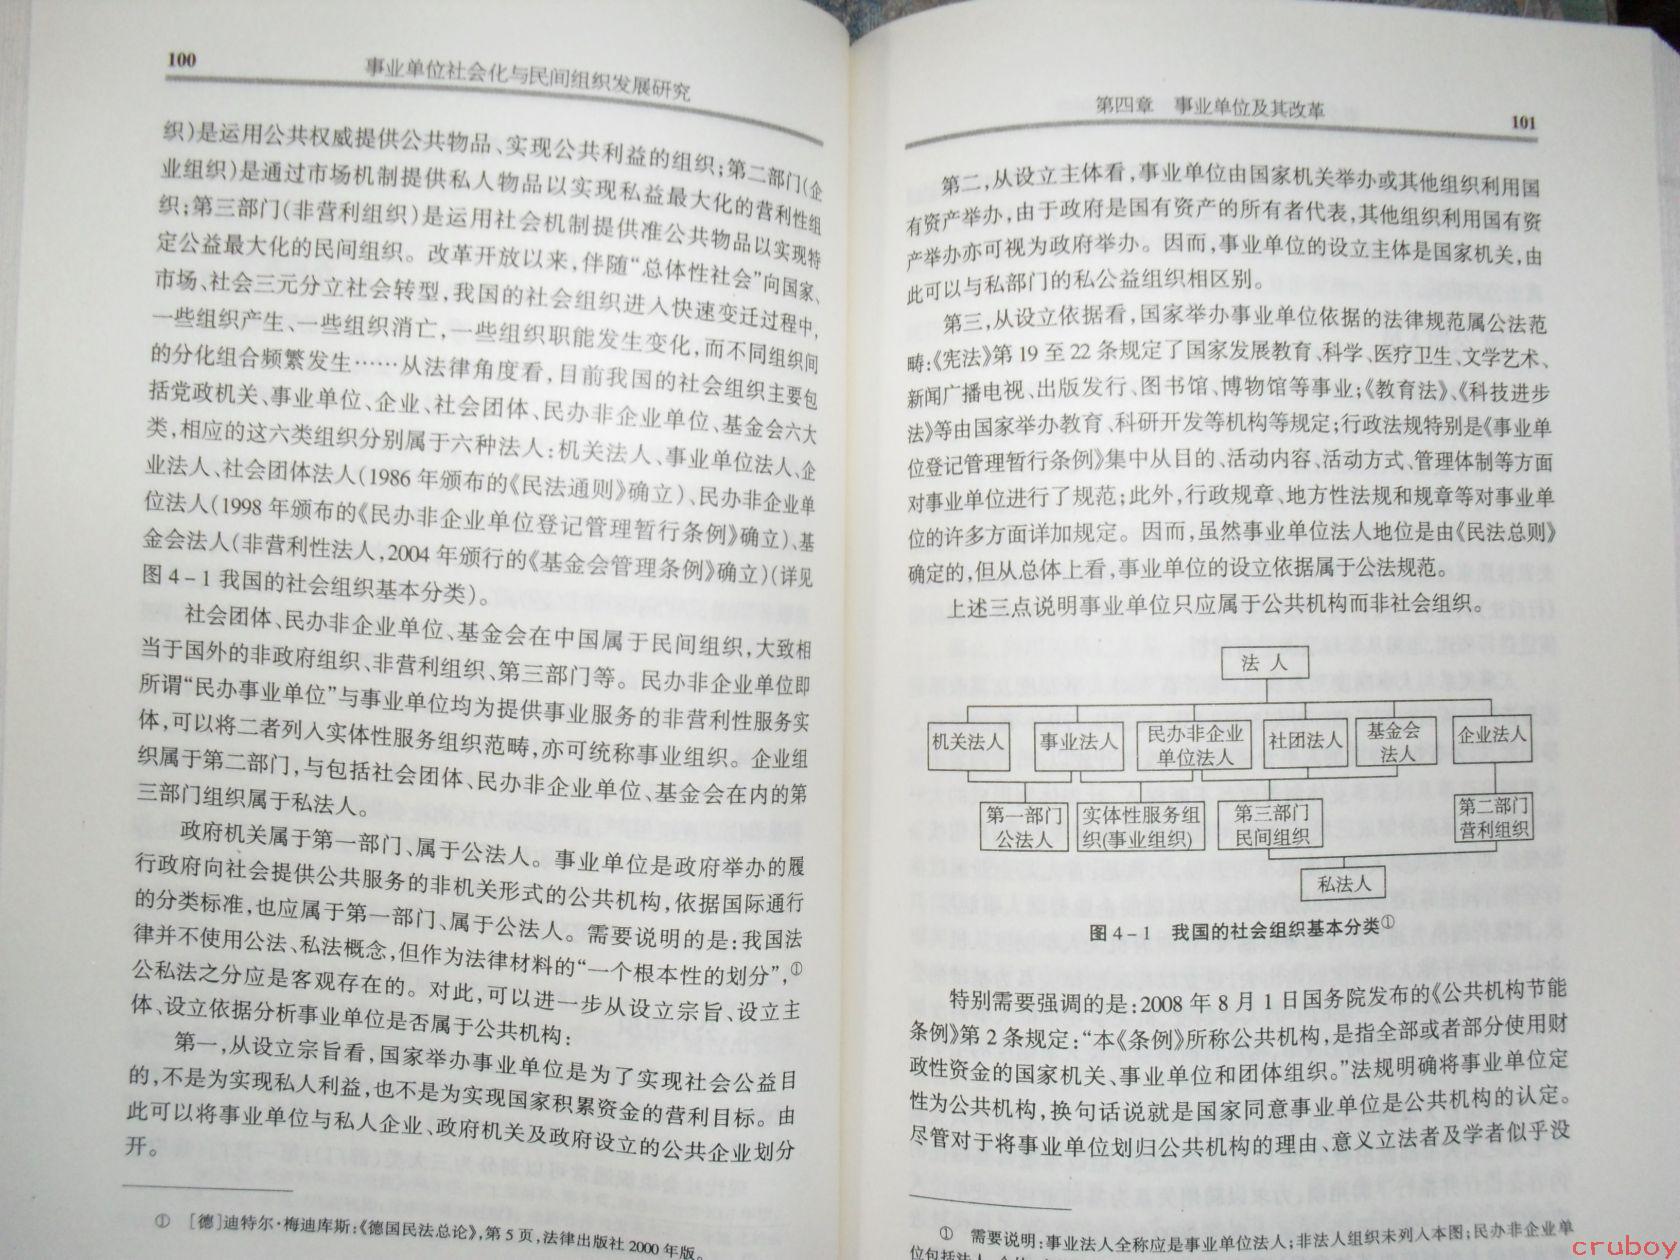 100
事业单位社会化与民间组织发展研究
织)是运用公共权威提供公共物品、实现公共利益的组织;第二部门(企
业组织)是通过市场机制提供私人物品以实现私益最大化的营利性组
织;第三部门(非营利组织)是运用社会机制提供准公共物品以实现特
定公益最大化的民间组织。改革开放以来,伴随“总体性社会”向国家、
市场、社会三元分立社会转型,我国的社会组织进入快速变迁过程中,
一些组织产生、一些组织消亡,一些组织职能发生变化,而不同组织间
的分化组合频繁发生……从法律角度看,目前我国的社会组织主要包
括党政机关、事业单位、企业、社会团体、民办非企业单位、基金会六大
类,相应的这六类组织分别属于六种法人:机关法人、事业单位法人、企
业法人、社会团体法人(1986年颁布的《民法通则》确立)、民办非企业单
位法人(1998年颁布的《民办非企业单位登记管理暂行条例》确立)、基
金会法人(非营利性法人,2004年颁行的《基金会管理条例》确立)(详见
图4-1我国的社会组织基本分类)。
社会团体、民办非企业单位、基金会在中国属于民间组织,大致相
当于国外的非政府组织、非营利组织、第三部门等。民办非企业单位即
所谓“民办事业单位”与事业单位均为提供事业服务的非营利性服务实
体,可以将二者列入实体性服务组织范畴,亦可统称事业组织。企业组
织属于第二部门,与包括社会团体、民办非企业单位、基金会在内的第
三部门组织属于私法人。
政府机关属于第一部门、属于公法人。事业单位是政府举办的履
行政府向社会提供公共服务的非机关形式的公共机构,依据国际通行
的分类标准,也应属于第一部门、属于公法人。需要说明的是:我国法
律并不使用公法、私法概念,但作为法律材料的“一个根本性的划分”,①
公私法之分应是客观存在的。对此,可以进一步从设立宗旨、设立主
体、设立依据分析事业单位是否属于公共机构:
第一,从设立宗旨看,国家举办事业单位是为了实现社会公益目
的,不是为实现私人利益,也不是为实现国家积累资金的营利目标。由
此可以将事业单位与私人企业、政府机关及政府设立的公共企业划分
开。
① [德]迪特尔·梅迪库斯:《德国民法总论》,第5页,法律出版社2000年版。
第四章 事业单位及其改革
101
第二,从设立主体看,事业单位由国家机关举办或其他组织利用国
有资产举办,由于政府是国有资产的所有者代表,其他组织利用国有资
产举办亦可视为政府举办。因而,事业单位的设立主体是国家机关,由
此可以与私部门的私公益组织相区别。
第三,从设立依据看,国家举办事业单位依据的法律规范属公法范
畴:《宪法》第19至22条规定了国家发展教育、科学、医疗卫生、文学艺术、
新闻广播电视、出版发行、图书馆、博物馆等事业;《教育法》、《科技进步
法》等由国家举办教育、科研开发等机构等规定;行政法规特别是《事业单
位登记管理暂行条例》集中从目的、活动内容、活动方式、管理体制等方面
对事业单位进行了规范;此外,行政规章、地方性法规和规章等对事业单
位的许多方面详加规定。因而,虽然事业单位法人地位是由《民法总则》
确定的,但从总体上看,事业单位的设立依据属于公法规范。
上述三点说明事业单位只应属于公共机构而非社会组织。
法 人
机关法人
事业法人
民办非企业
单位法人
社团法人
基金会
法人
企业法人
第一部门
公法人
实体性服务组
织(事业组织)
第三部门
民间组织
第二部门
营利组织
私法人
图4-1 我国的社会组织基本分类①
特别需要强调的是:2008年8月1日国务院发布的《公共机构节能
条例》第2条规定:“本《条例》所称公共机构,是指全部或者部分使用财
政性资金的国家机关、事业单位和团体组织。”法规明确将事业单位定
性为公共机构,换句话说就是国家同意事业单位是公共机构的认定。
尽管对于将事业单位划归公共机构的理由、意义立法者及学者似乎没
① 需要说明:事业法人全称应是事业单位法人;非法人组织未列入本图;民办非企业单
位包括法人
cruboy